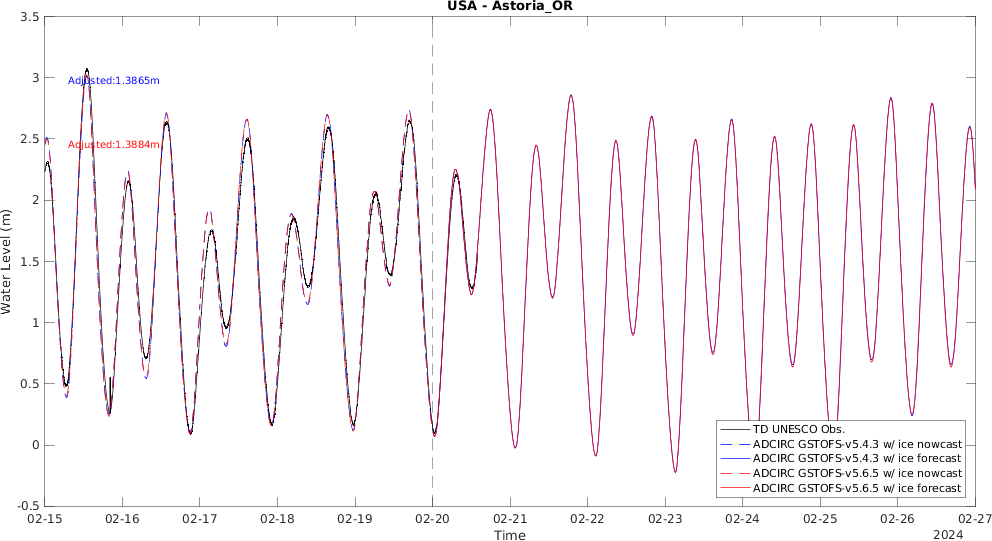 USA - Astoria_OR
3.5
3
2.5
2
1.5
1
0.5
0
-0.5
Water Level (m)
Adjusted:1.3865m
Adjusted:1.3884m
TD UNESCO Obs.
ADCIRC GSTOFS-v5.4.3 w/ ice nowcast
ADCIRC GSTOFS-v5.4.3 w/ ice forecast
ADCIRC GSTOFS-v5.6.5 w/ ice nowcast
ADCIRC GSTOFS-v5.6.5 w/ ice forecast
02-15 02-16 02-17 02-18 02-19 02-20 02-21 02-22 02-23 02-24 02-25 02-26 02-27
Time
2024